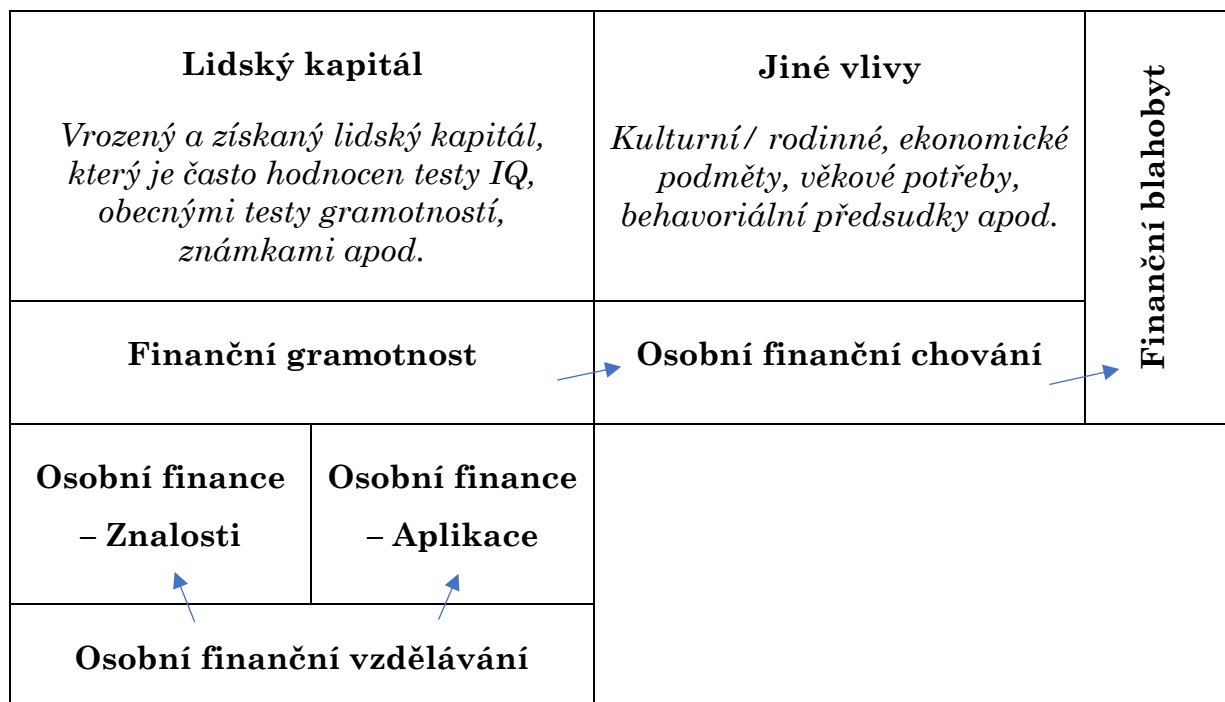 Lidský kapitál
Vrozený a získaný lidský kapitál,
který je často hodnocen testy IQ,
obecnými testy gramotností,
známkami apod.
Jiné vlivy
Kulturní/ rodinné, ekonomické
podměty, věkové potřeby,
behavoriální předsudky apod.
Finanční blahobyt
Finanční gramotnost
Osobní finanční chování
Osobní finance
– Znalosti
Osobní finance
– Aplikace
Osobní finanční vzdělávání